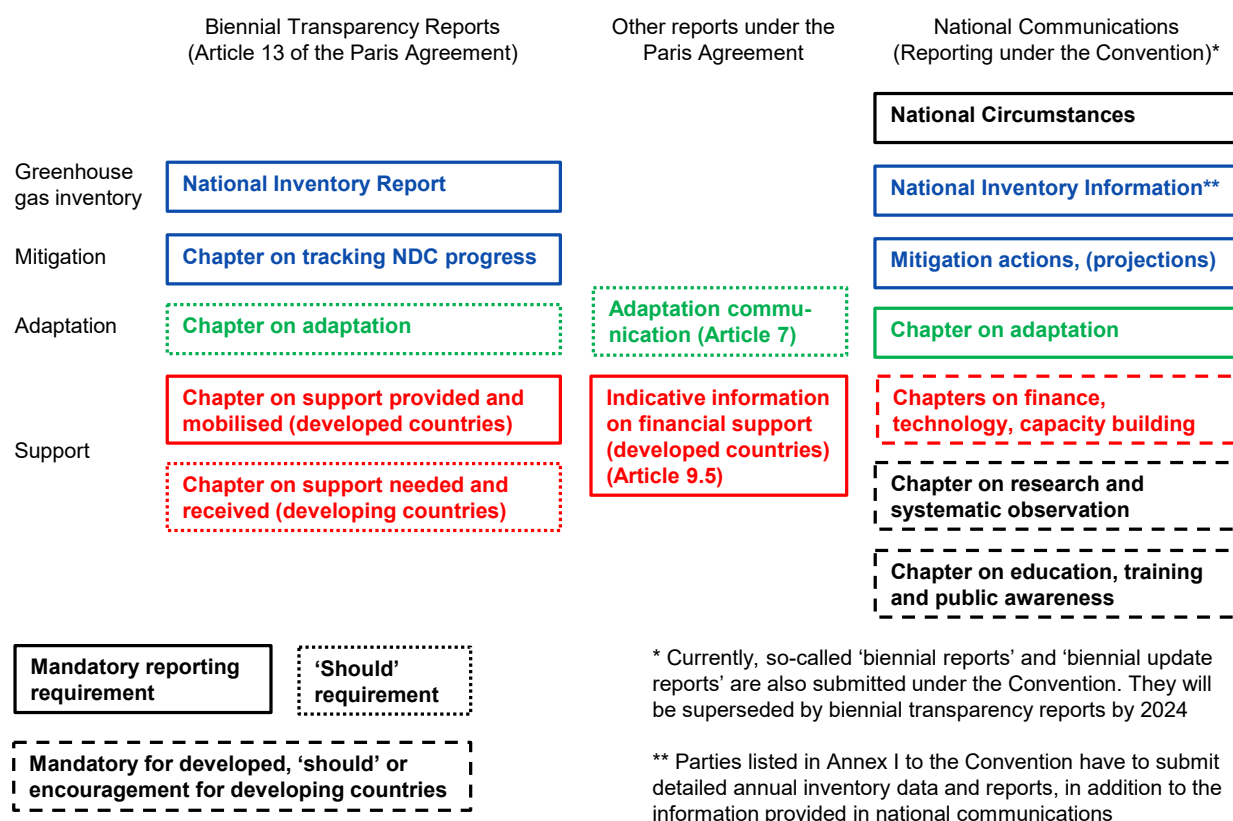 Biennial Transparency Reports
(Article 13 of the Paris Agreement)
Other reports under the
Paris Agreement
National Communications
(Reporting under the Convention)*
National Circumstances
Greenhouse
gas inventory
National Inventory Report
National Inventory Information**
Mitigation
Chapter on tracking NDC progress
Mitigation actions, (projections)
Adaptation
Chapter on adaptation
Adaptation commu-
nication (Article 7)
Chapter on adaptation
Support
Chapter on support provided and
mobilised (developed countries)
Indicative information
on financial support
(developed countries)
(Article 9.5)
Chapters on finance,
technology, capacity building
Chapter on support needed and
received (developing countries)
Chapter on research and
systematic observation
Chapter on education, training
and public awareness
Mandatory reporting
requirement
‘Should’
requirement
Mandatory for developed, ‘should’ or
encouragement for developing countries
* Currently, so-called ‘biennial reports’ and ‘biennial update
reports’ are also submitted under the Convention. They will
be superseded by biennial transparency reports by 2024
** Parties listed in Annex I to the Convention have to submit
detailed annual inventory data and reports, in addition to the
information provided in national communications